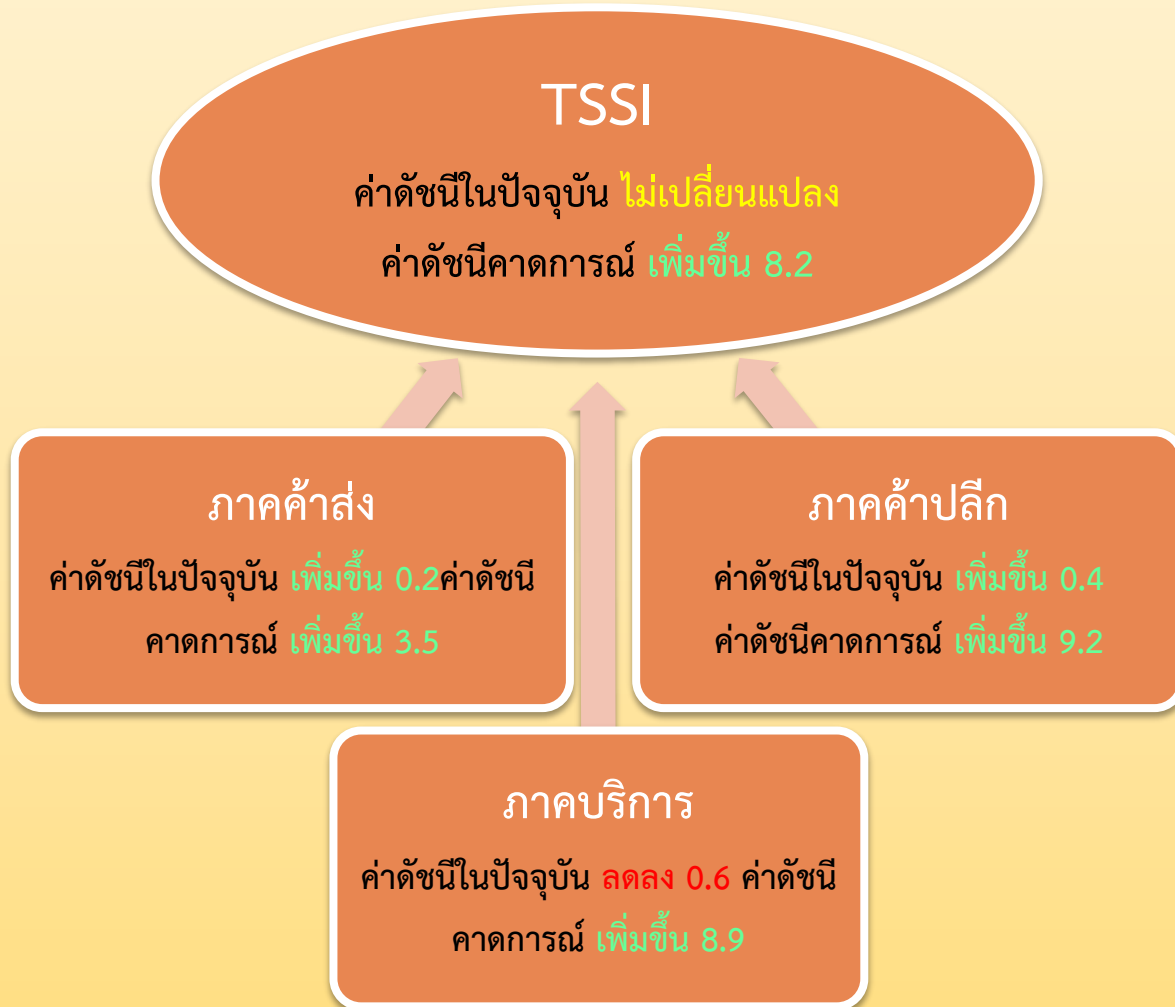 TSSI
ค่าดัชนีในปัจจุบัน ไม่เปลี่ยนแปลง
ค่าดัชนีคาดการณ์ เพิ่มขึ้น 8.2
ภาคค้าส่ง
ค่าดัชนีในปัจจุบัน เพิ่มขึ้น 0.2ค่าดัชนี
คาดการณ์ เพิ่มขึ้น 3.5
ภาคค้าปลีก
ค่าดัชนีในปัจจุบัน เพิ่มขึ้น 0.4
ค่าดัชนีคาดการณ์ เพิ่มขึ้น 9.2
ภาคบริการ
ค่าดัชนีในปัจจุบัน ลดลง 0.6 ค่าดัชนี
คาดการณ์ เพิ่มขึ้น 8.9